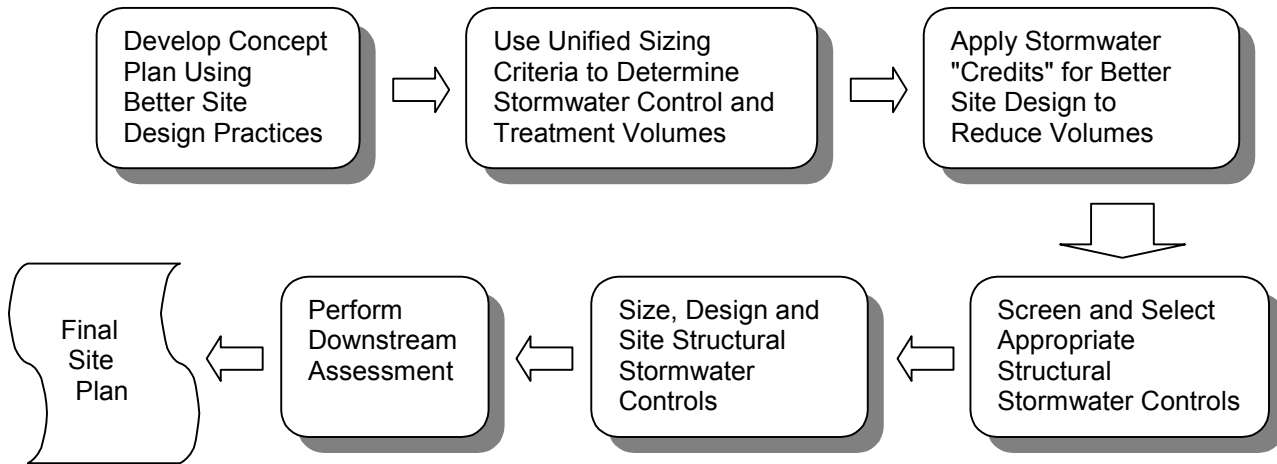 Develop Concept
Plan Using
Better Site
Design Practices
Use Unified Sizing
Criteria to Determine
Stormwater Control and
Treatment Volumes
Apply Stormwater
"Credits" for Better
Site Design to
Reduce Volumes
Screen and Select
Appropriate
Structural
Stormwater Controls
Size, Design and
Site Structural
Stormwater
Controls
Perform
Downstream
Assessment
Final
Site
Plan